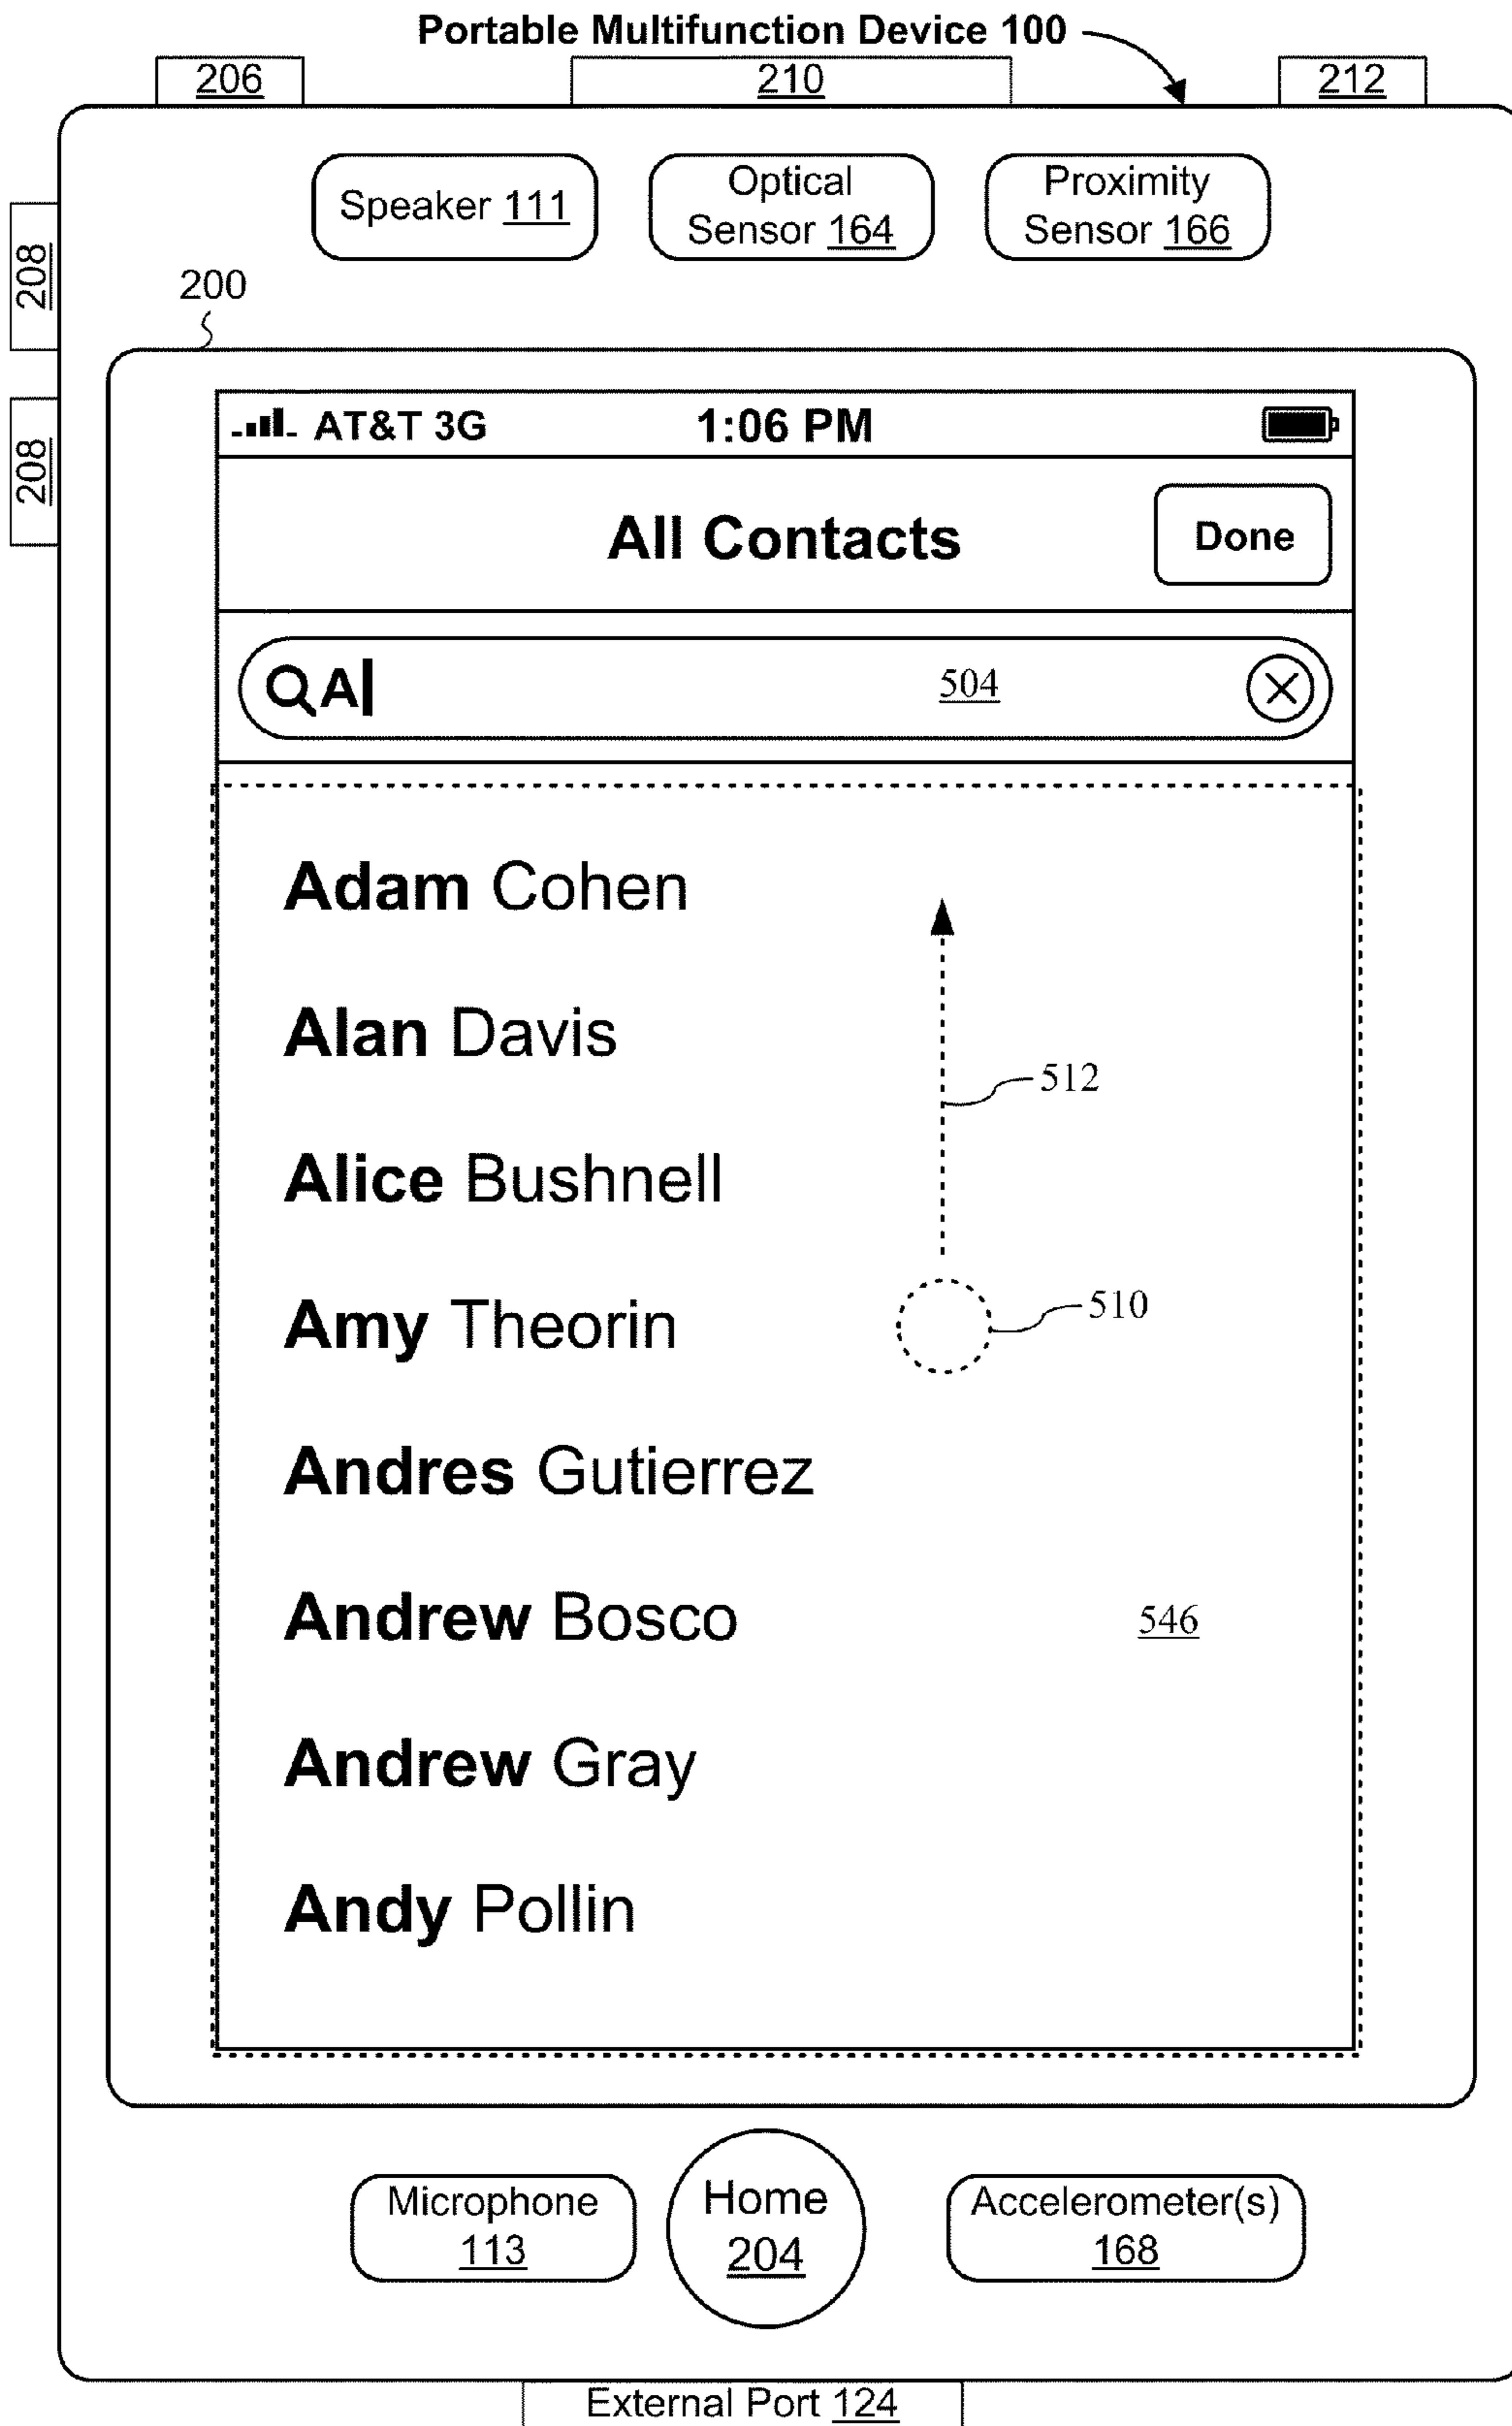 Portable Multifunction Device 100
206 210 212
Speaker 111
Optical
Sensor 164
Proximity
Sensor 166
208
200
208
AT&T 3G 1:06 PM
All Contacts Done
A 504
Adam Cohen
Alan Davis
512
Alice Bushnell
Amy Theorin 510
Andres Gutierrez
Andrew Bosco 546
Andrew Gray
Andy Pollin
Microphone
113
Home
204
Accelerometer(s)
168
External Port 124